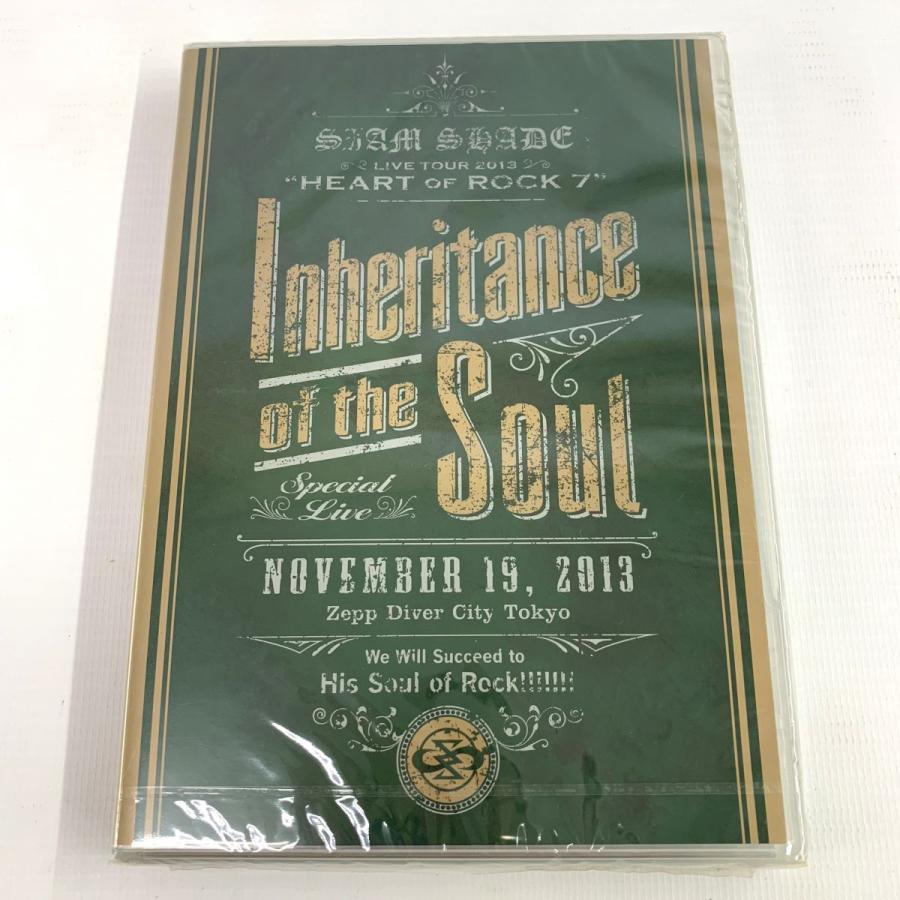 SIAM SHADE
LIVE TOUR 2013
"HEART OF ROCK 7"
Inheritance
of the Soul
Special
Live
NOVEMBER 19, 2013
Zepp Diver City Tokyo
We Will Succeed to
His Soul of Rock!!!!!!!!